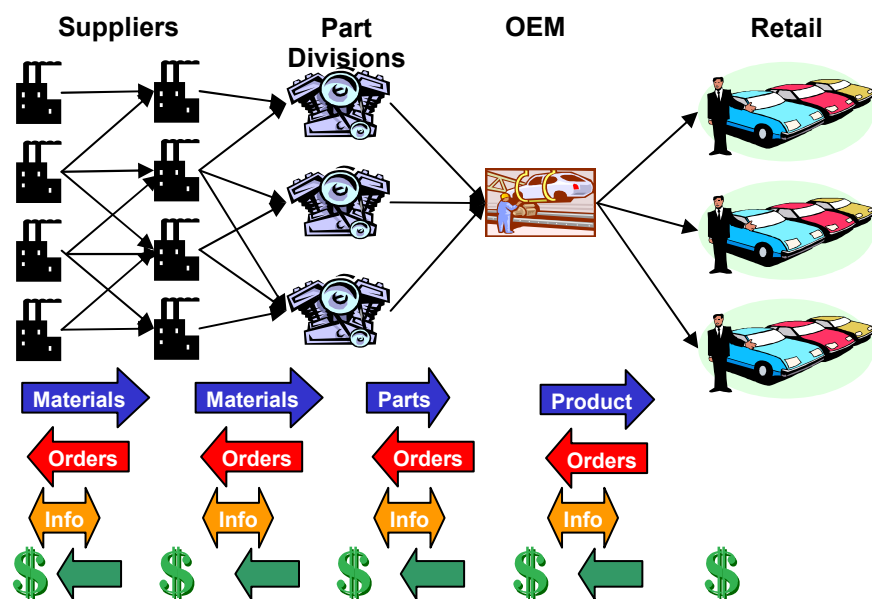 Suppliers
Part
Divisions
OEM
Retail
Materials
Materials
Parts
Product
Orders
Orders
Orders
Orders
Info
Info
Info
Info
$
$
$
$
$